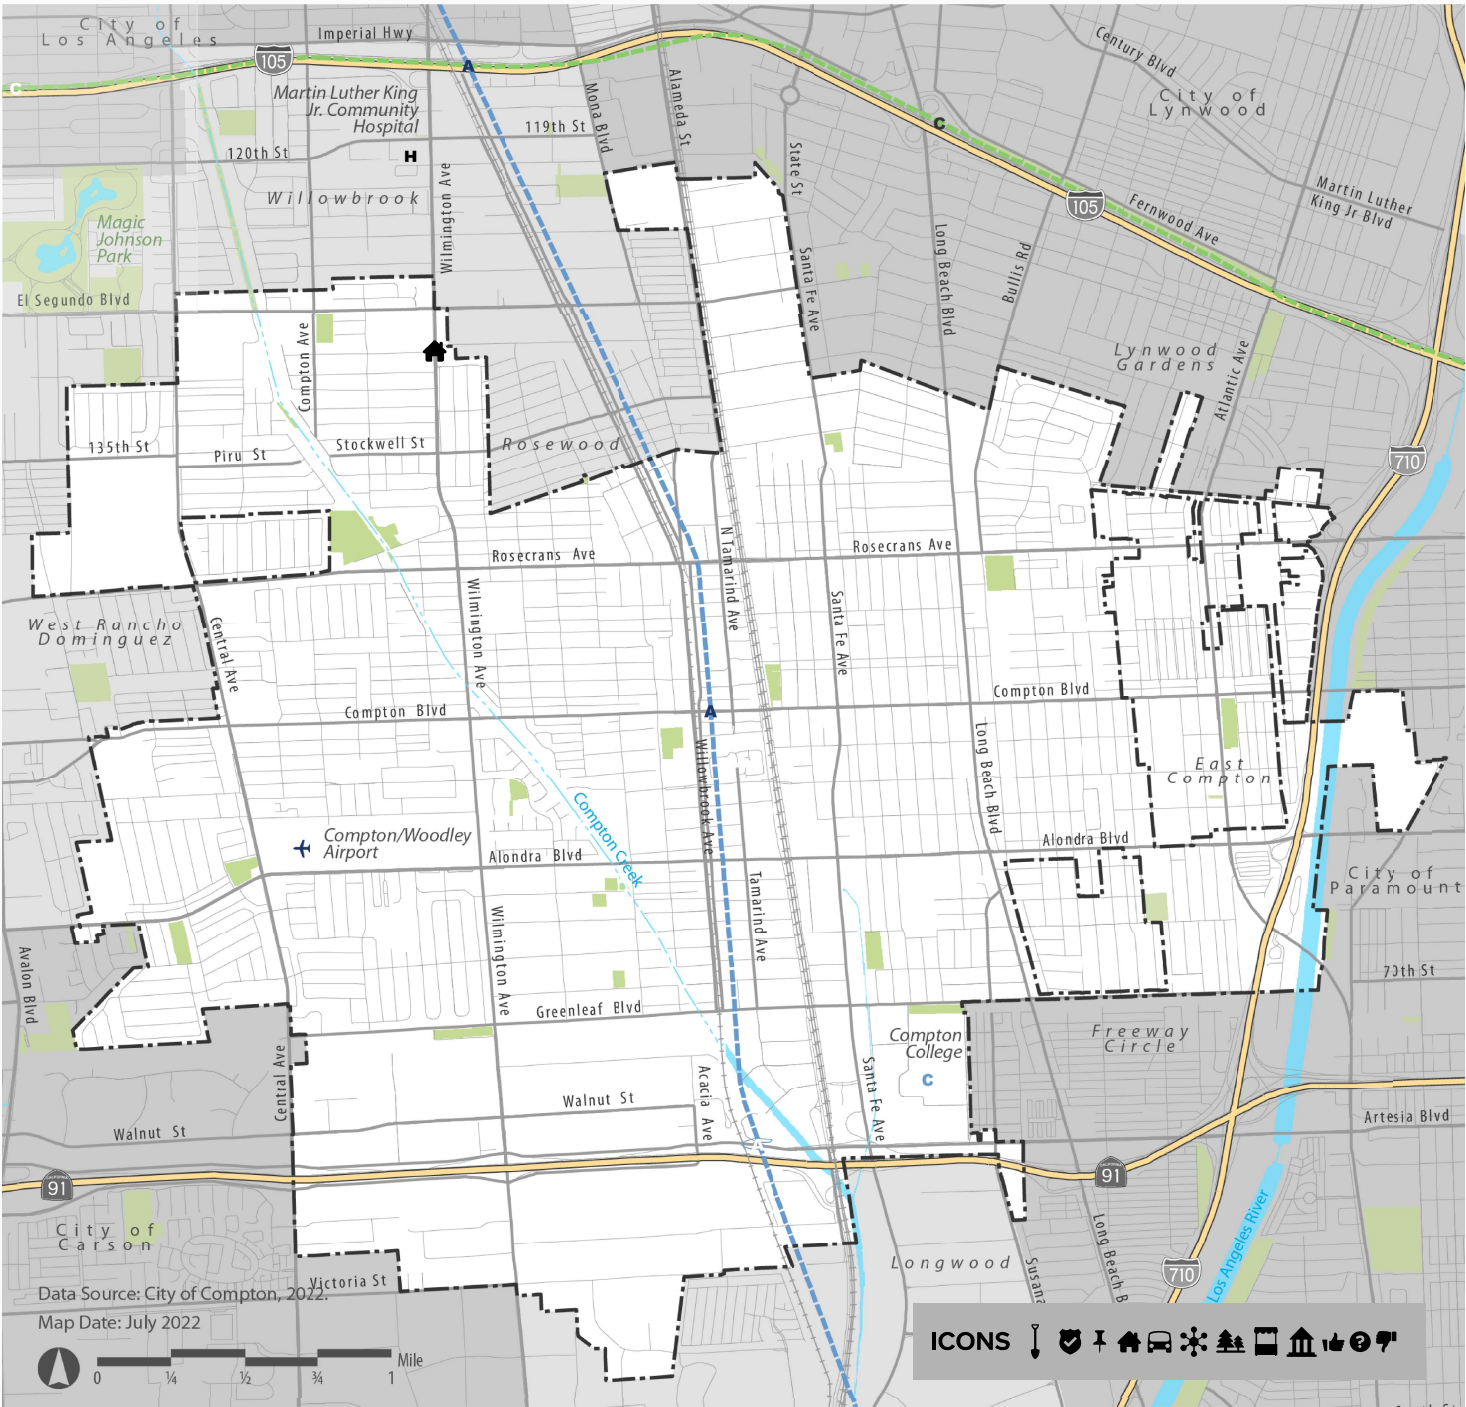 City of
Los Angeles
Imperial Hwy
105
C
A
Martin Luther King
Jr. Community
Hospital
H
119th St
120th St
Mona Blvd
Alameda St
State St
C
Century Blvd
City of
Lynwood
Martin Luther
King Jr Blvd
105
Fernwood Ave
Willowbrook
Wilmington Ave
Magic
Johnson
Park
El Segundo Blvd
Santa Fe Ave
Long Beach Blvd
Bullis Rd
Compton Ave
Lynwood
Gardens
Atlantic Ave
135th St
Piru St
Stockwell St
Rosewood
710
Rosecrans Ave
N Tamarind Ave
Rosecrans Ave
West Rancho
Dominguez
Central Ave
Wilmington Ave
Santa Fe Ave
Compton Blvd
A
Compton Blvd
Willowbrook Ave
Long Beach Blvd
East
Compton
Compton Creek
Compton/Woodley
Airport
Alondra Blvd
Alondra Blvd
City of
Paramount
Tamarind Ave
Avalon Blvd
Wilmington Ave
70th St
Greenleaf Blvd
Compton
College
C
Freeway
Circle
Central Ave
Acacia Ave
Santa Fe Ave
Walnut St
Walnut St
Artesia Blvd
A
91
91
City of
Carson
Los Angeles River
Longwood
Susana
Long Beach B
710
Victoria St
Data Source: City of Compton, 2022.
Map Date: July 2022
Mile
0 ¼ ½ ¾ 1
ICONS